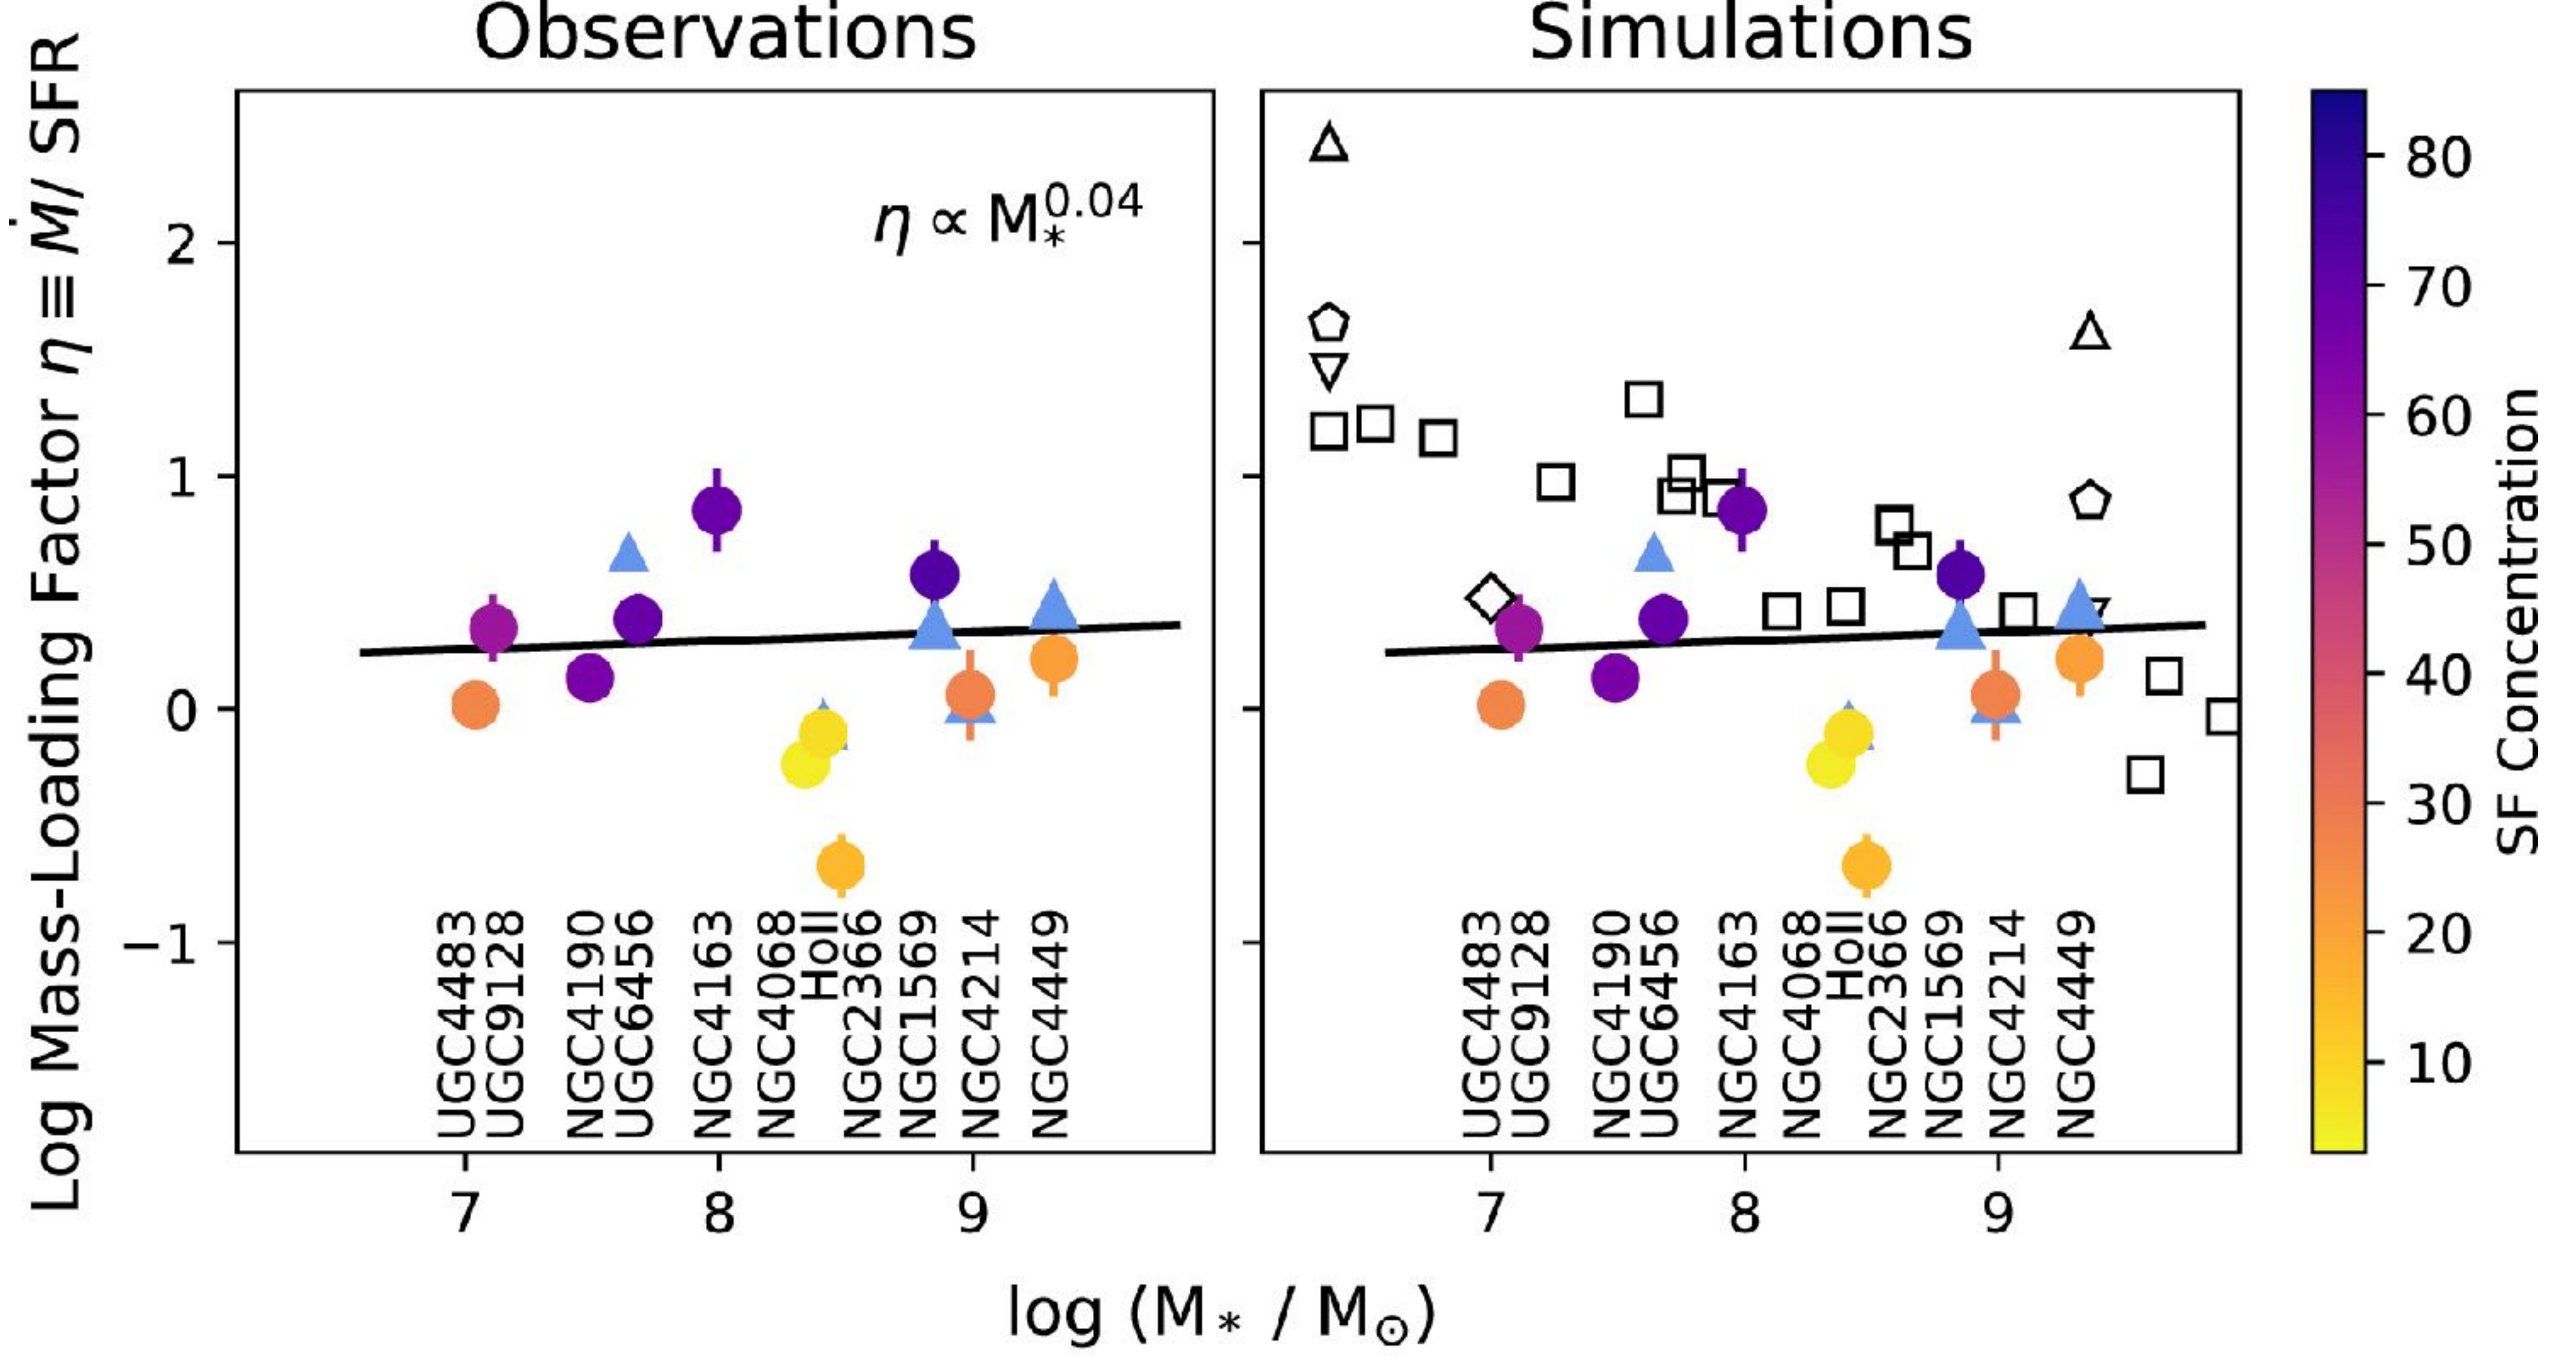 Observations
Simulations
Log Mass-Loading Factor η ≡ Ṁ/ SFR
2
1
0
−1
η ∝ M*^0.04
UGC4483
UGC9128
NGC4190
UGC6456
NGC4163
NGC4068
HoII
NGC2366
NGC1569
NGC4214
NGC4449
7
8
9
UGC4483
UGC9128
NGC4190
UGC6456
NGC4163
NGC4068
HoII
NGC2366
NGC1569
NGC4214
NGC4449
7
8
9
log (M* / M⊙)
80
70
60
50
40
30
20
10
SF Concentration